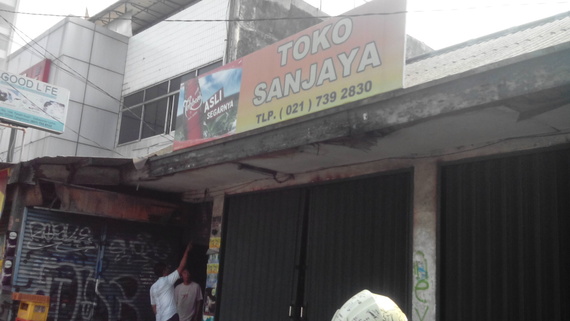 GOOD LIFE
TOKO
SANJAYA
TLP. ( 021 ) 739 2830
ASLI
SEGARNYA